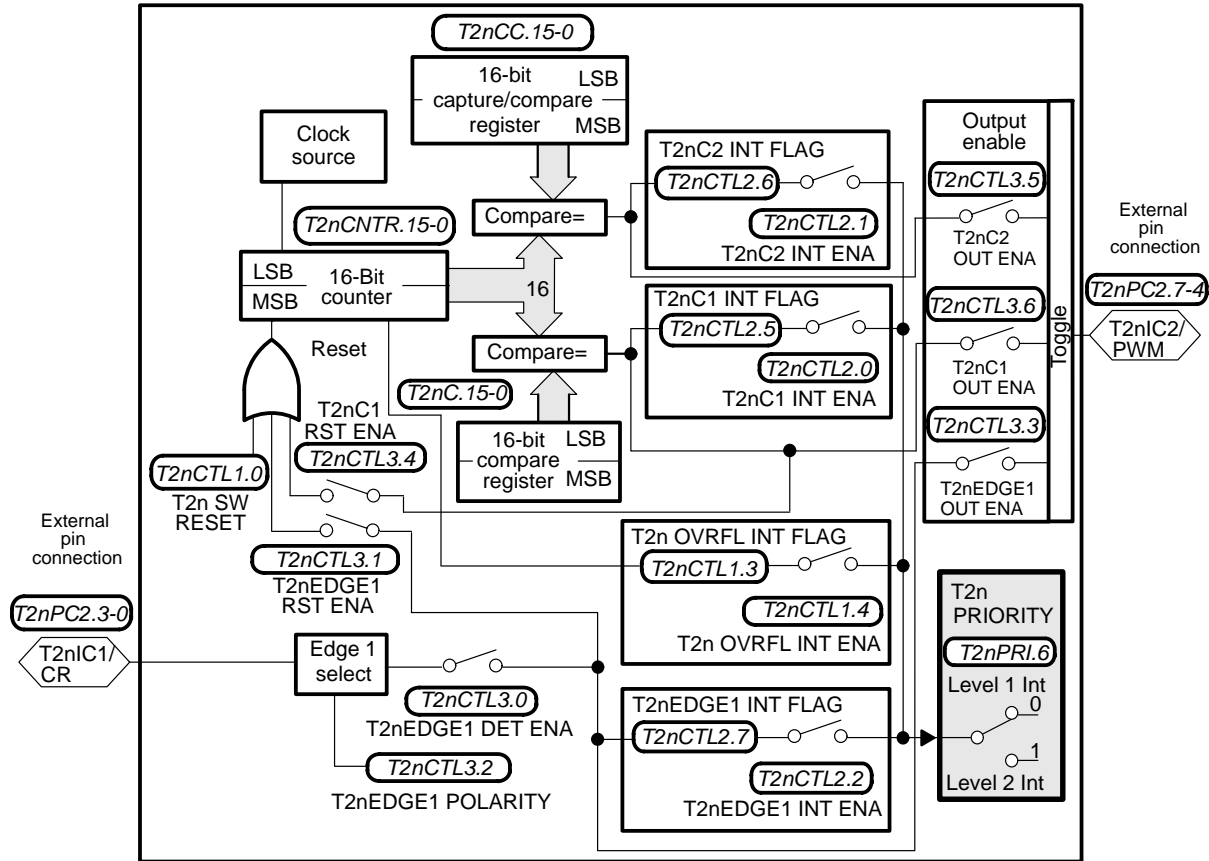 T2nCC.15-0
16-bit
LSB
capture/compare
register
MSB
Clock
source
T2nCNTR.15-0
Compare=
LSB
MSB
16-Bit
counter
16
Reset
Compare=
T2nC.15-0
16-bit
compare
register
LSB
MSB
T2nC1
RST ENA
T2nCTL3.4
T2nCTL1.0
T2n SW
RESET
T2nCTL3.1
T2nEDGE1
RST ENA
External
pin
connection
T2nPC2.3-0
T2nIC1/
CR
Edge 1
select
T2nCTL3.0
T2nEDGE1 DET ENA
T2nCTL3.2
T2nEDGE1 POLARITY
T2nC2 INT FLAG
T2nCTL2.6
T2nCTL2.1
T2nC2 INT ENA
T2nC1 INT FLAG
T2nCTL2.5
T2nCTL2.0
T2nC1 INT ENA
T2n OVRFL INT FLAG
T2nCTL1.3
T2nCTL1.4
T2n OVRFL INT ENA
T2nEDGE1 INT FLAG
T2nCTL2.7
T2nCTL2.2
T2nEDGE1 INT ENA
Output
enable
T2nCTL3.5
T2nC2
OUT ENA
T2nCTL3.6
T2nC1
OUT ENA
T2nCTL3.3
T2nEDGE1
OUT ENA
Toggle
External
pin
connection
T2nPC2.7-4
T2nIC2/
PWM
T2n
PRIORITY
T2nPRI.6
Level 1 Int
0
1
Level 2 Int